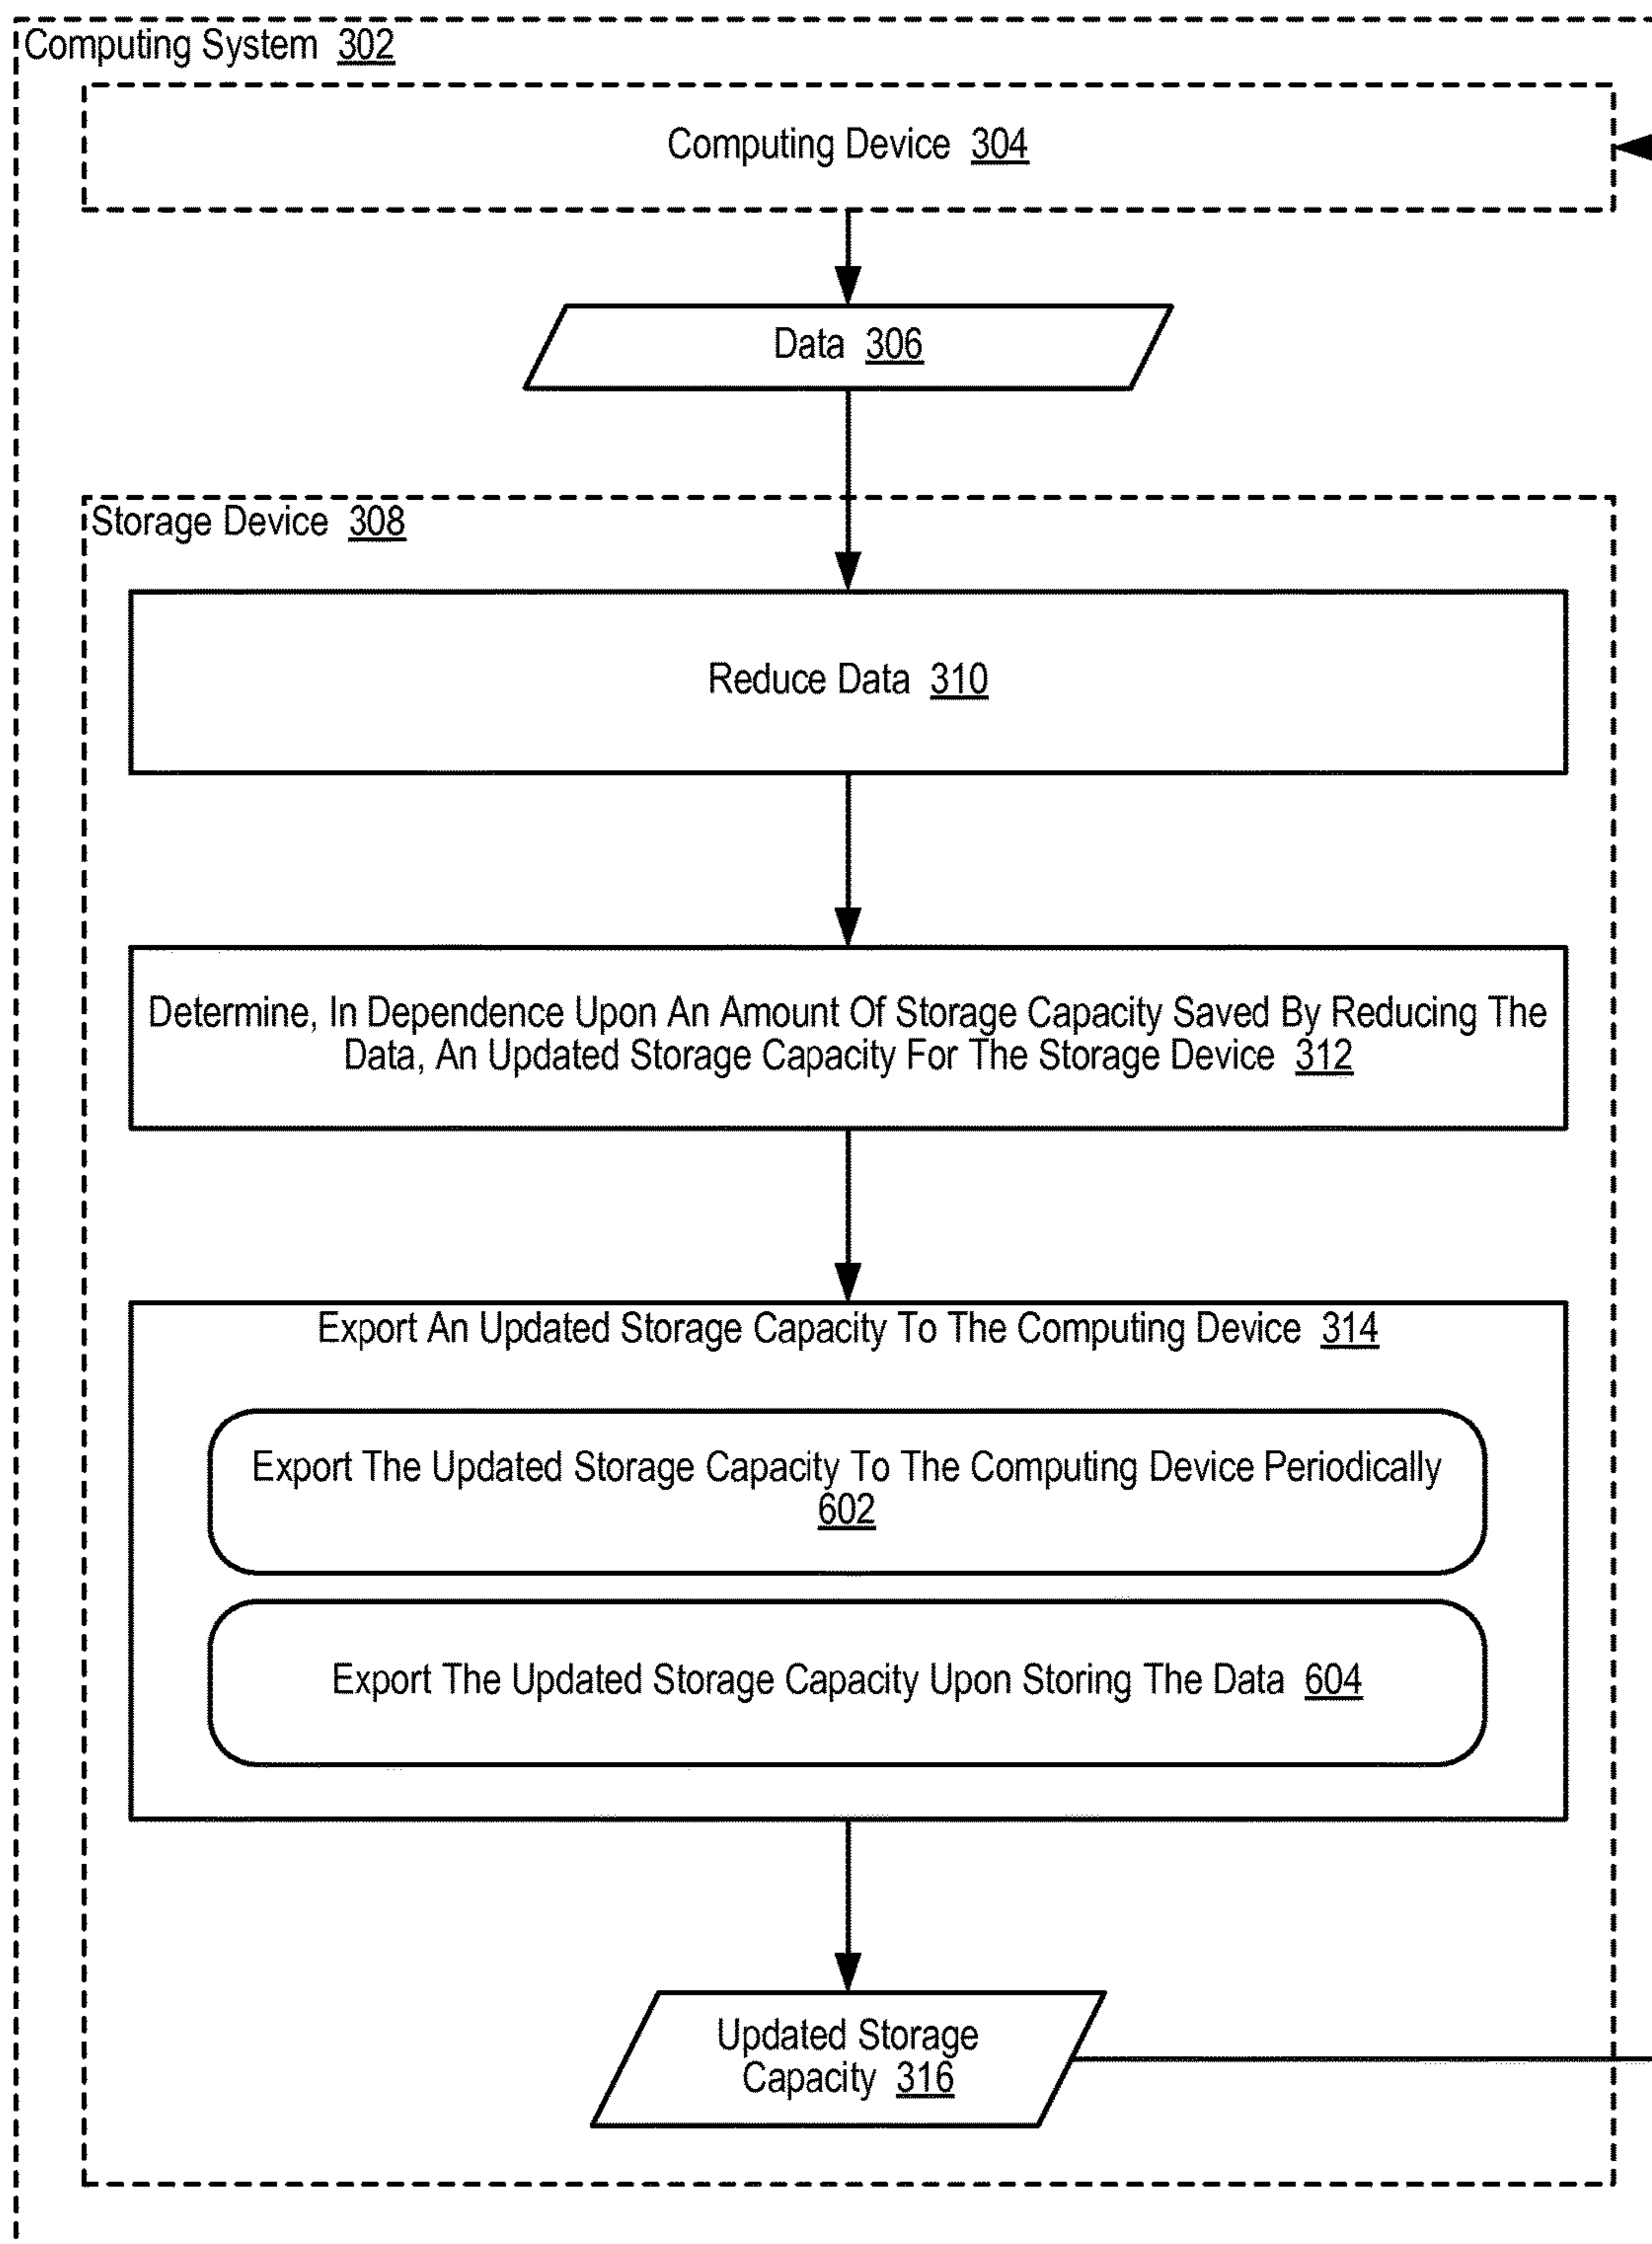 Computing System 302
Computing Device 304
Data 306
Storage Device 308
Reduce Data 310
Determine, In Dependence Upon An Amount Of Storage Capacity Saved By Reducing The
Data, An Updated Storage Capacity For The Storage Device 312
Export An Updated Storage Capacity To The Computing Device 314
Export The Updated Storage Capacity To The Computing Device Periodically
602
Export The Updated Storage Capacity Upon Storing The Data 604
Updated Storage
Capacity 316